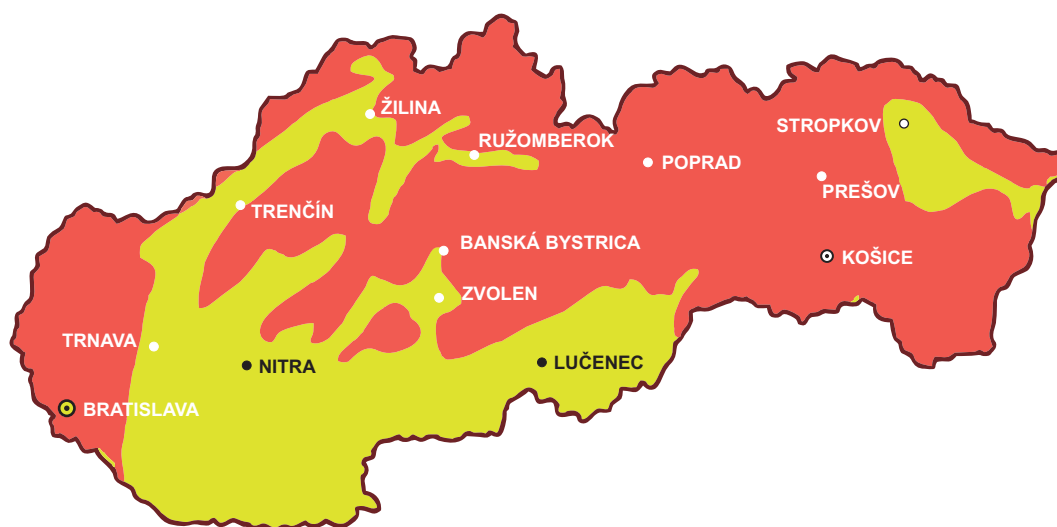 ŽILINA
STROPKOV
RUŽOMBEROK
POPRAD
PREŠOV
TRENČÍN
BANSKÁ BYSTRICA
KOŠICE
ZVOLEN
TRNAVA
NITRA
LUČENEC
BRATISLAVA